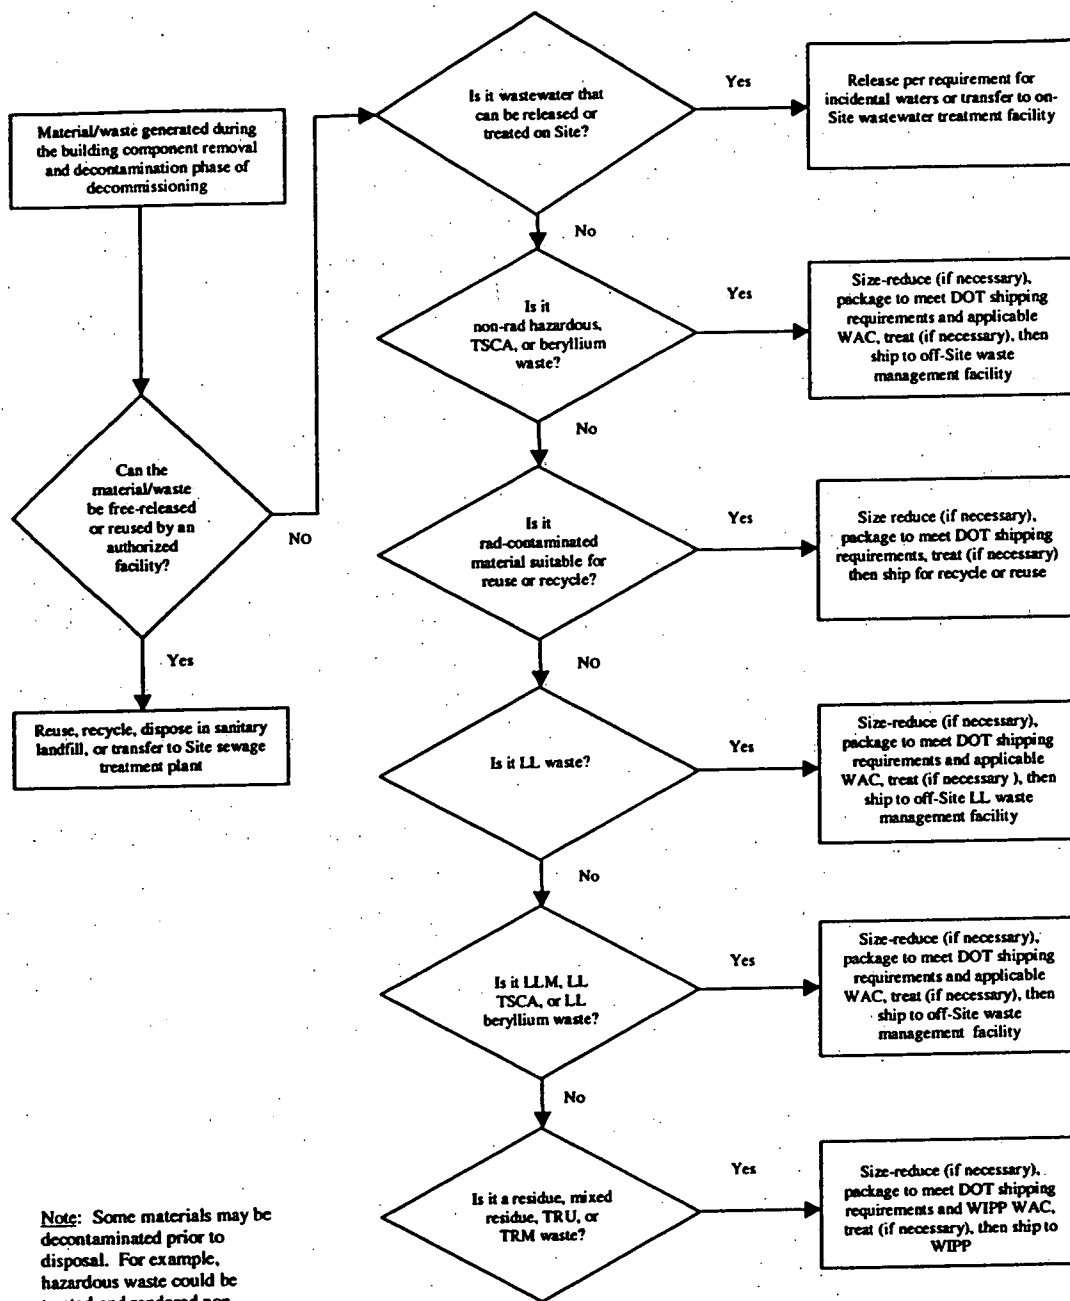 Material/waste generated during
the building component removal
and decontamination phase of
decommissioning
Can the
material/waste
be free-released
or reused by an
authorized
facility?
NO
Yes
Reuse, recycle, dispose in sanitary
landfill, or transfer to Site sewage
treatment plant
Is it wastewater that
can be released or
treated on Site?
Yes
Release per requirement for
incidental waters or transfer to on-
Site wastewater treatment facility
No
Is it
non-rad hazardous,
TSCA, or beryllium
waste?
Yes
Size-reduce (if necessary),
package to meet DOT shipping
requirements and applicable
WAC, treat (if necessary), then
ship to off-Site waste
management facility
No
Is it
rad-contaminated
material suitable for
reuse or recycle?
Yes
Size reduce (if necessary),
package to meet DOT shipping
requirements, treat (if necessary)
then ship for recycle or reuse
NO
Is it LL waste?
Yes
Size-reduce (if necessary),
package to meet DOT shipping
requirements and applicable
WAC, treat (if necessary ), then
ship to off-Site LL waste
management facility
No
Is it LLM, LL
TSCA, or LL
beryllium waste?
Yes
Size-reduce (if necessary),
package to meet DOT shipping
requirements and applicable
WAC, treat (if necessary), then
ship to off-Site waste
management facility
No
Is it a residue, mixed
residue, TRU, or
TRM waste?
Yes
Size-reduce (if necessary),
package to meet DOT shipping
requirements and WIPP WAC,
treat (if necessary), then ship to
WIPP
Note: Some materials may be
decontaminated prior to
disposal. For example,
hazardous waste could be